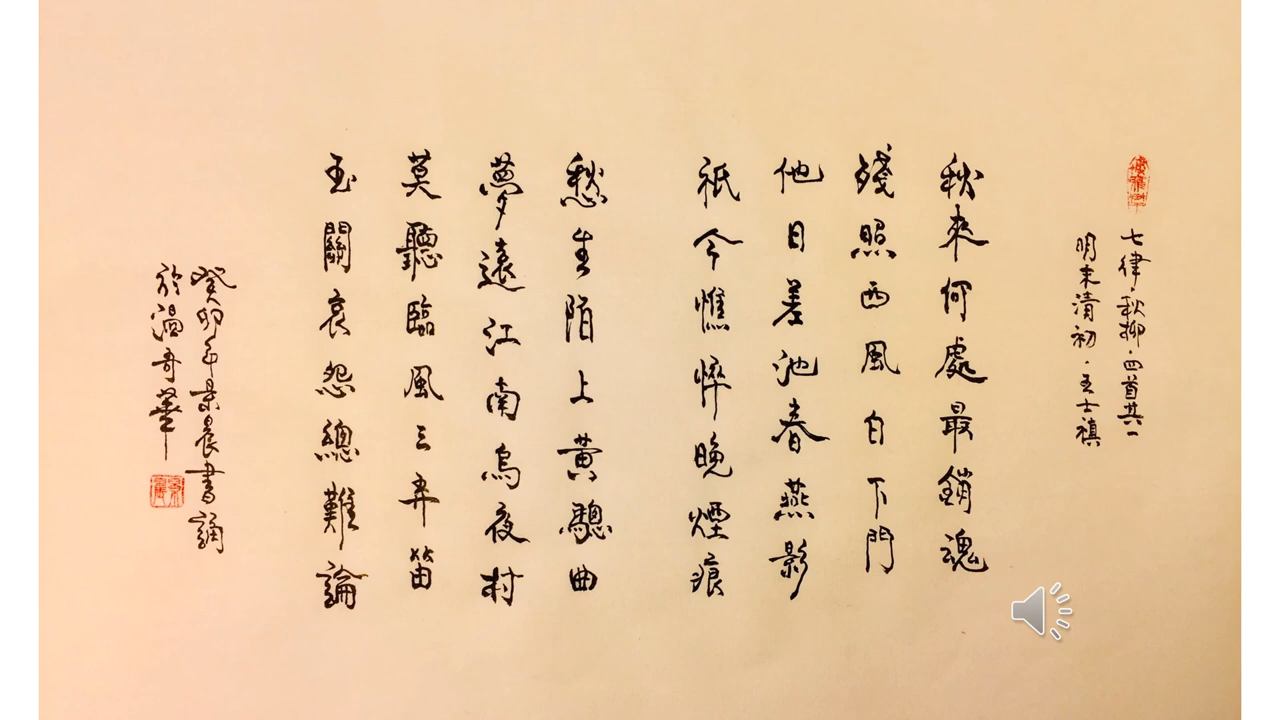 七律·秋柳·四首其一
明末清初·王士禛
秋來何處最銷魂
殘照西風白下門
他日差池春燕影
祇今憔悴晚煙痕
愁生陌上黃驄曲
夢遠江南烏夜村
莫聽臨風三弄笛
玉關哀怨總難論
癸卯年景晨書誦
於溫哥華